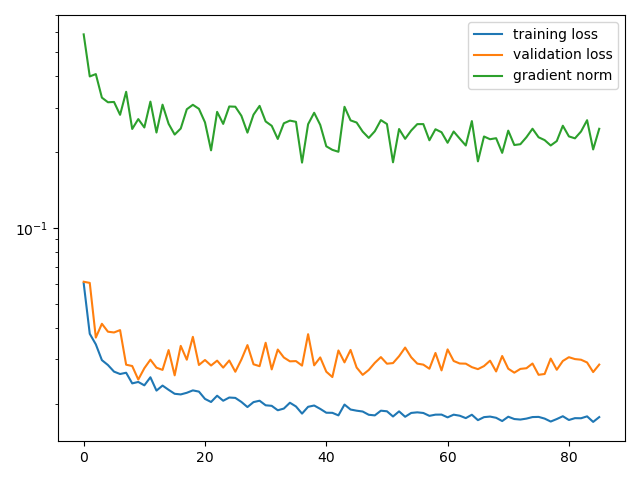 training loss
validation loss
gradient norm
10⁻¹
0 20 40 60 80